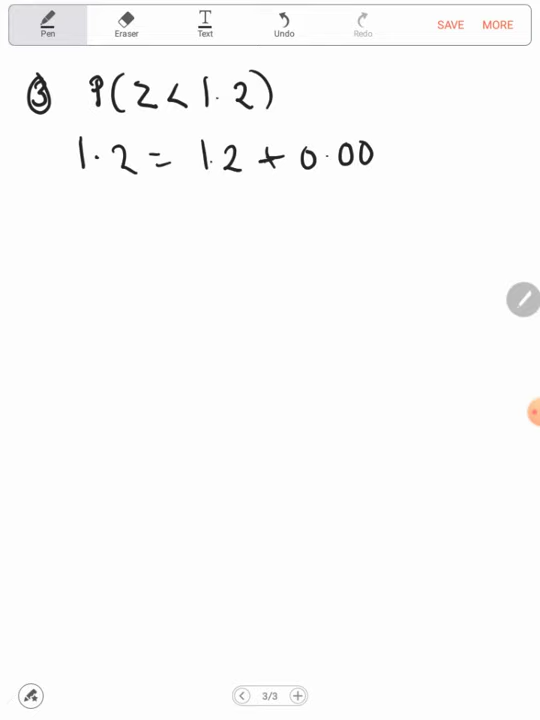 Pen Eraser Text Undo Redo SAVE MORE
③ P(Z < 1.2)
1.2 = 1.2 + 0.00
3/3